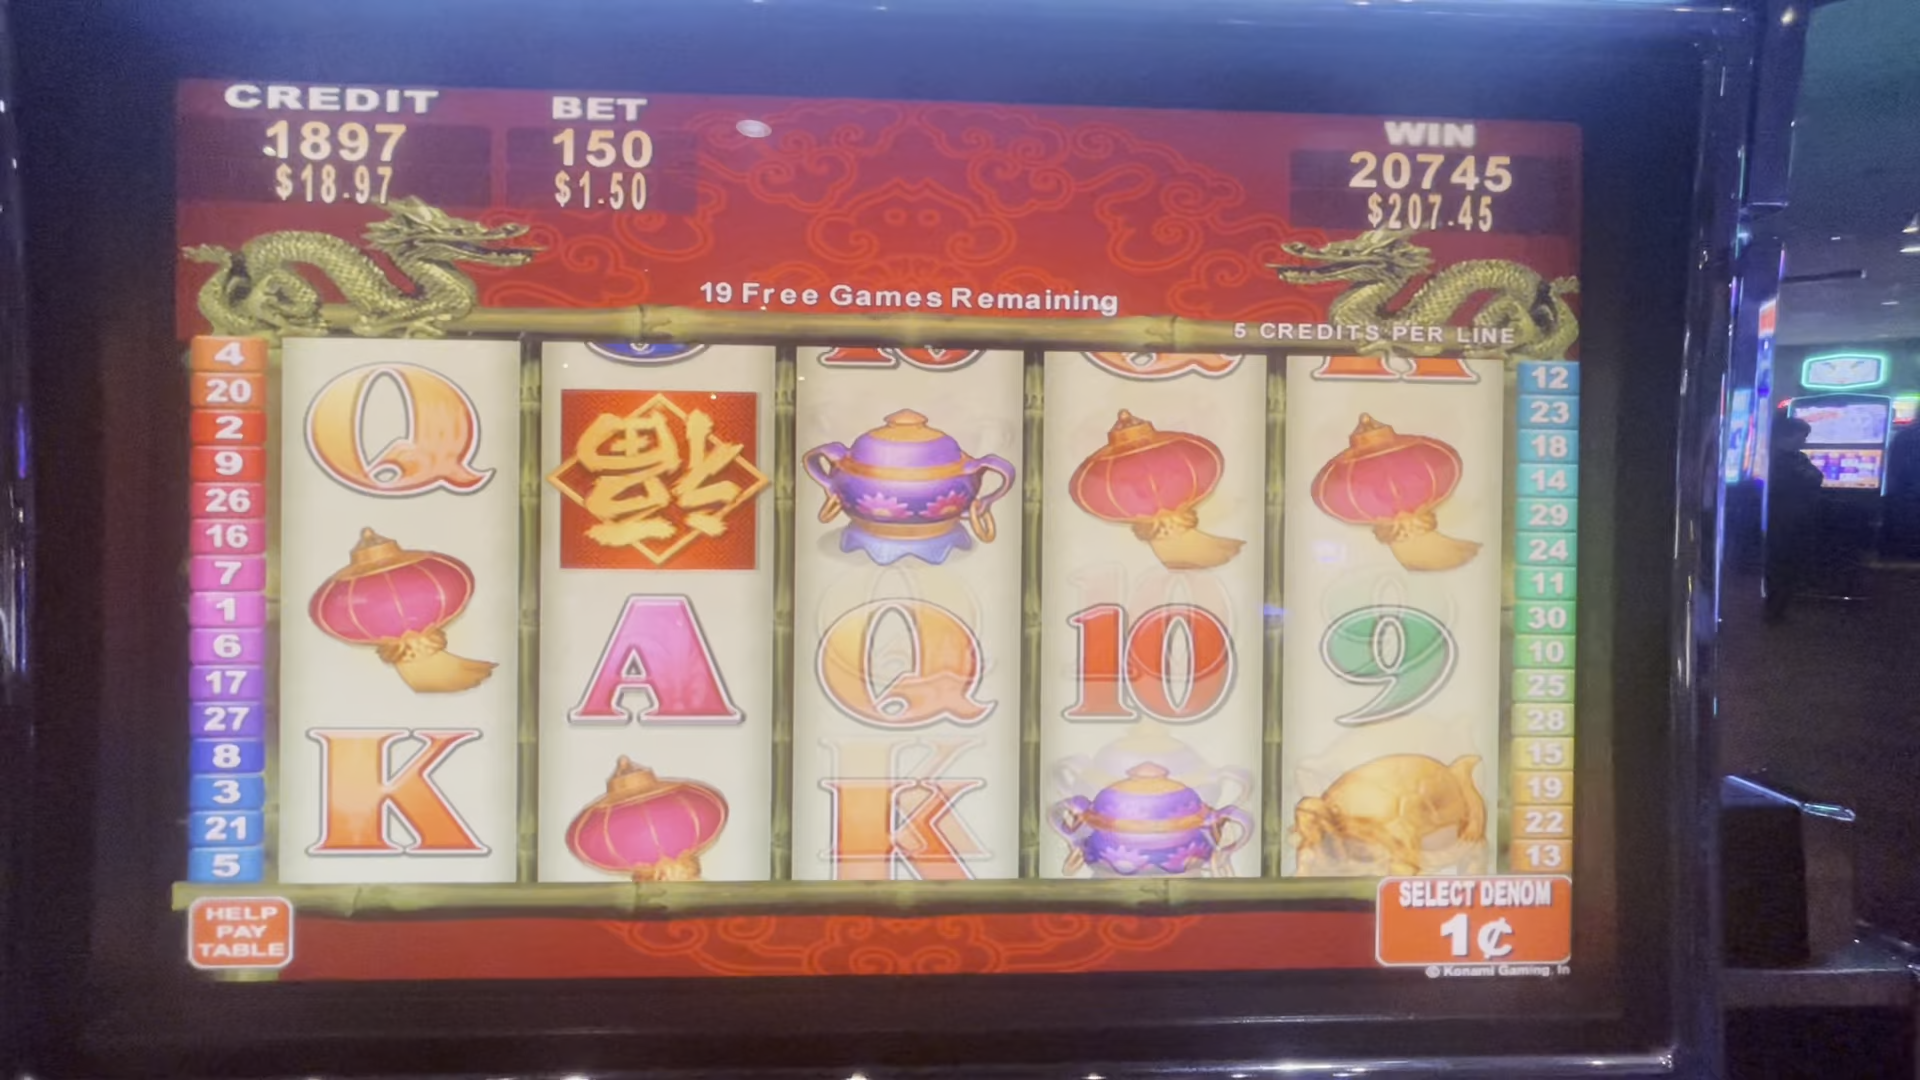 CREDIT
1897
$18.97
BET
150
$1.50
WIN
20745
$207.45
19 Free Games Remaining
5 CREDITS PER LINE
4
20
2
9
26
16
7
1
6
17
27
8
3
21
5
Q
K
福
A
10
Q
K
Q
10
9
12
23
18
14
29
24
11
30
10
25
28
15
19
22
13
HELP
PAY
TABLE
SELECT DENOM
1¢
© Konami Gaming, In